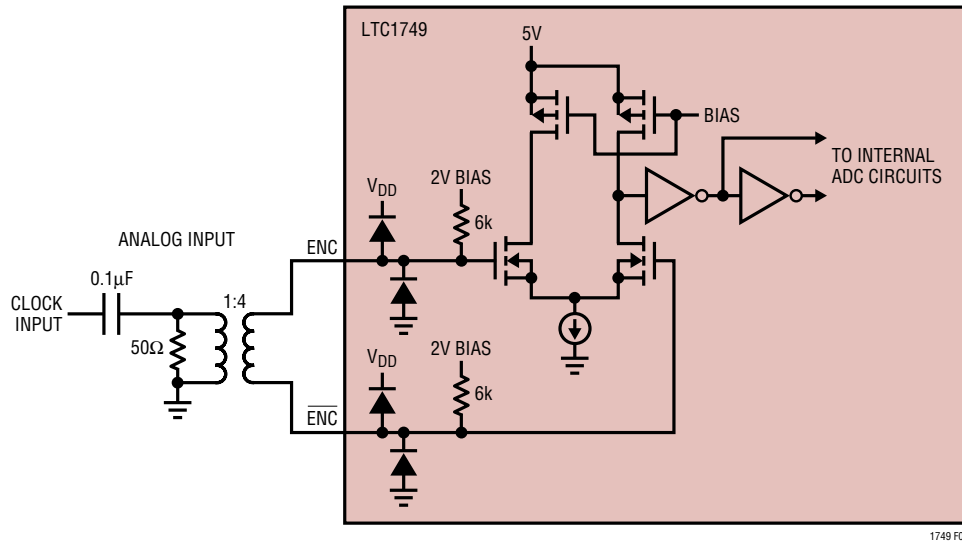 LTC1749
5V
BIAS
TO INTERNAL
ADC CIRCUITS
VDD
2V BIAS
6k
ANALOG INPUT
ENC
0.1µF
1:4
CLOCK
INPUT
50Ω
VDD
2V BIAS
6k
ENC